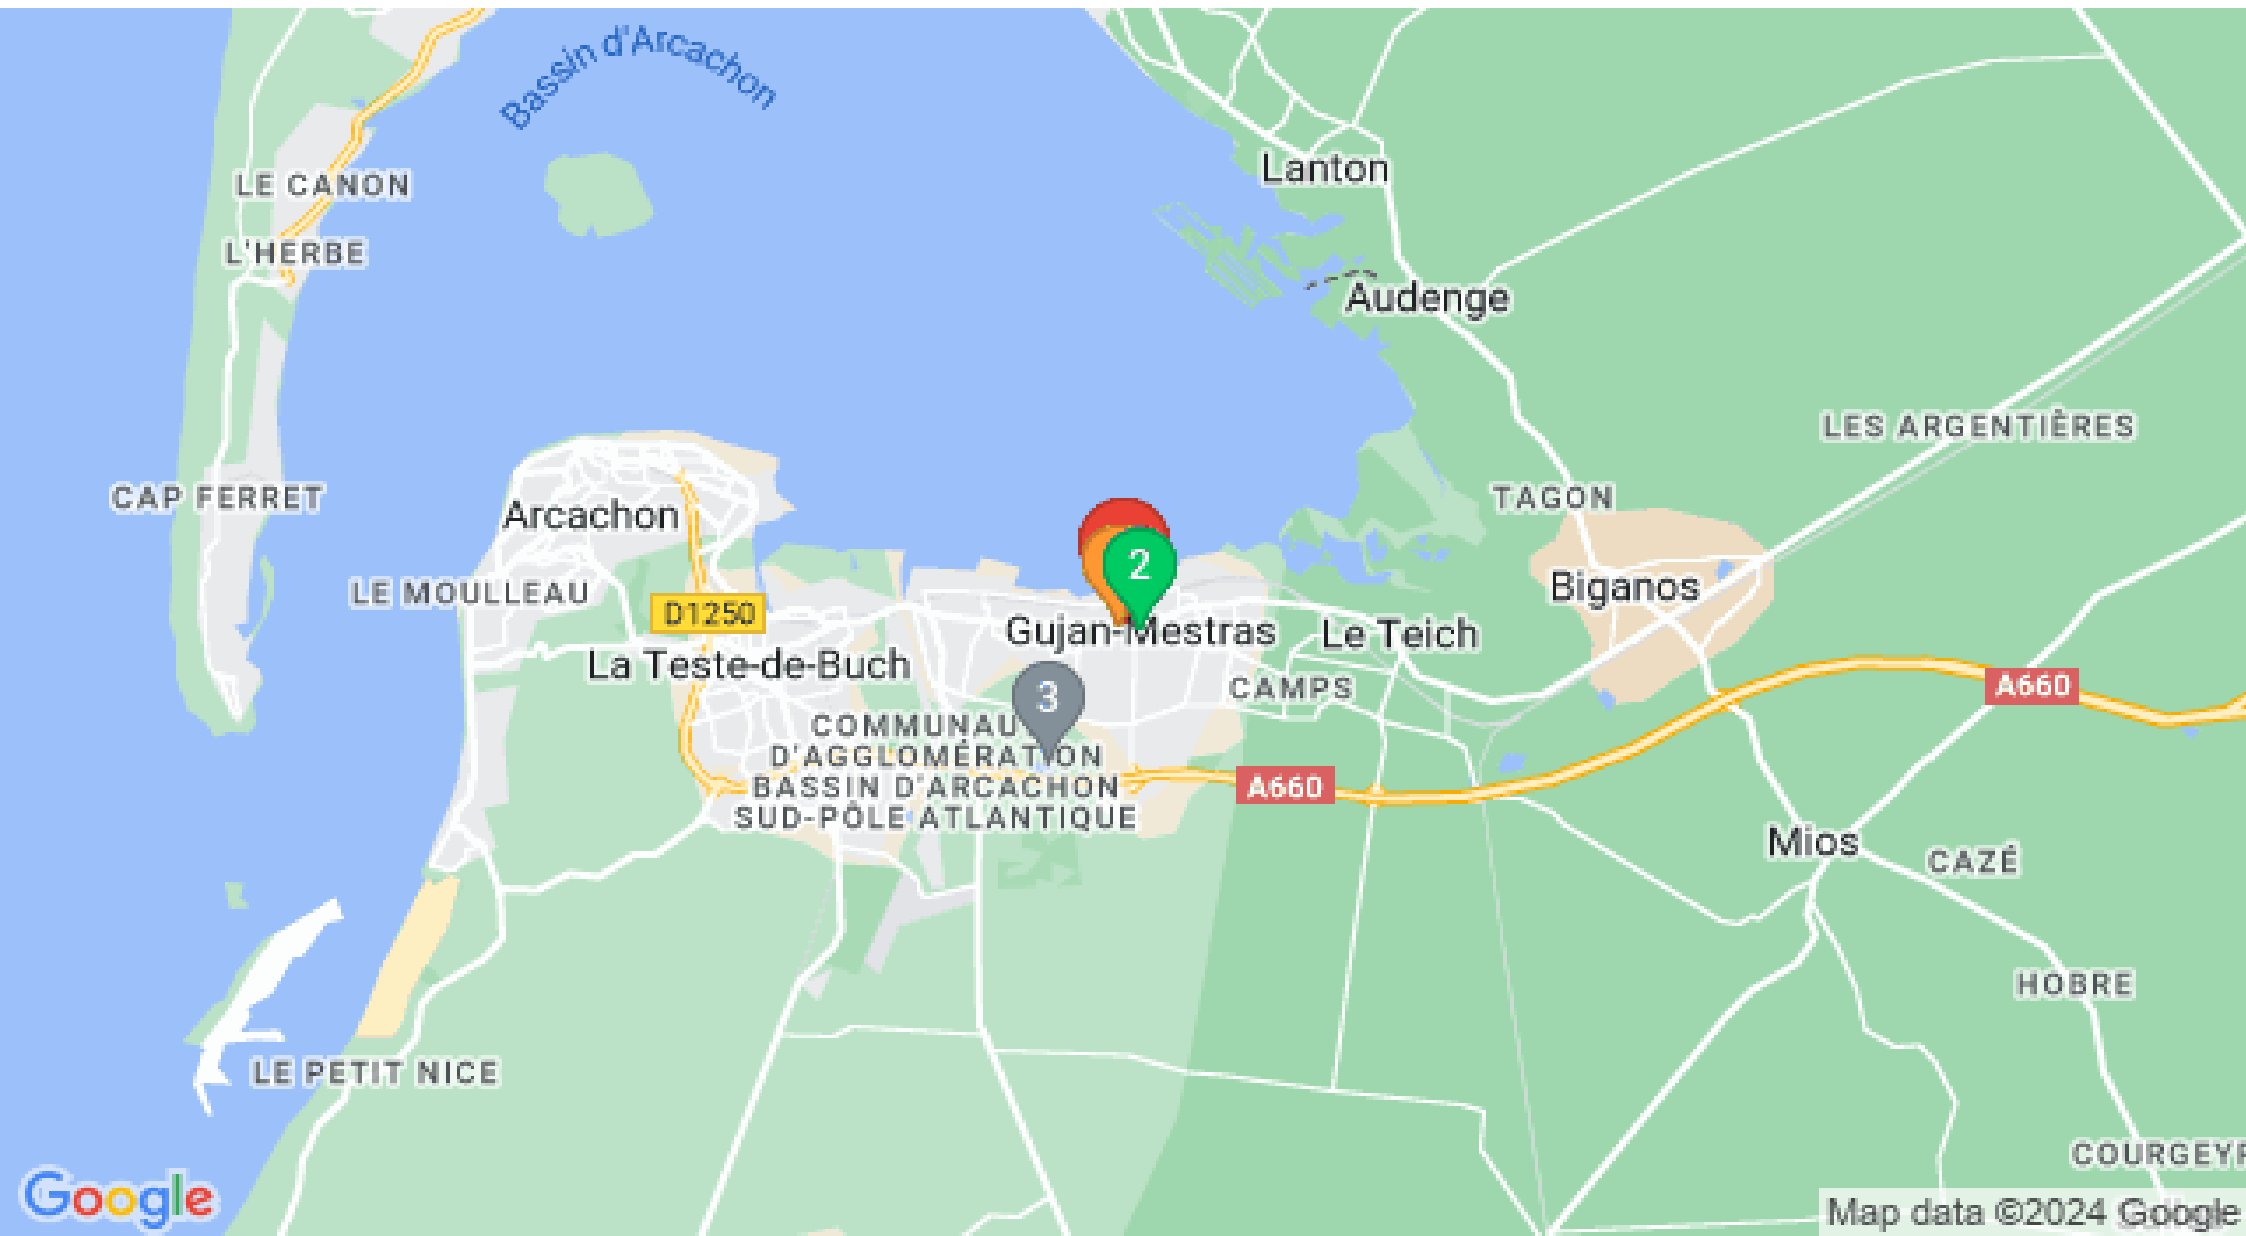 Bassin d'Arcachon
Lanton
LE CANON
L'HERBE
Audenge
LES ARGENTIÈRES
CAP FERRET
TAGON
Arcachon
2
LE MOULLEAU
Biganos
D1250
Gujan-Mestras
Le Teich
La Teste-de-Buch
CAMPS
A660
3
COMMUNAU
D'AGGLOMÉRATION
BASSIN D'ARCACHON
SUD-PÔLE ATLANTIQUE
A660
Mios
CAZÉ
HOBRE
LE PETIT NICE
COURGEYR
Google
Map data ©2024 Google